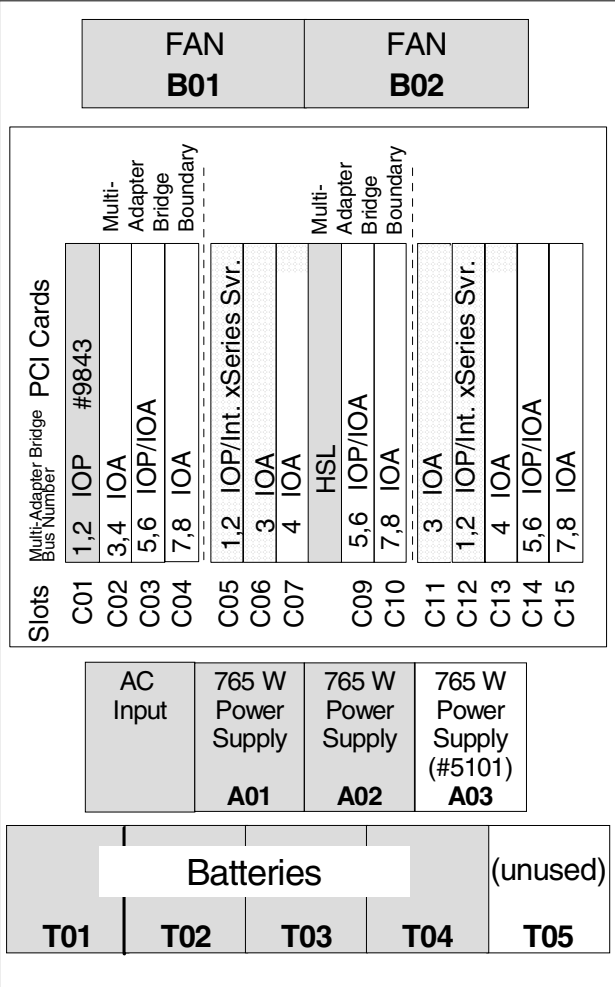 FAN
B01
FAN
B02
Multi-
Adapter
Bridge
Boundary
Multi-
Adapter
Bridge
Boundary
Slots
Multi-Adapter Bridge
Bus Number
PCI Cards
C01 1,2 IOP #9843
C02 3,4 IOA
C03 5,6 IOP/IOA
C04 7,8 IOA
C05 1,2 IOP/Int. xSeries Svr.
C06 3 IOA
C07 4 IOA
HSL
C09 5,6 IOP/IOA
C10 7,8 IOA
C11 3 IOA
C12 1,2 IOP/Int. xSeries Svr.
C13 4 IOA
C14 5,6 IOP/IOA
C15 7,8 IOA
AC
Input
765 W
Power
Supply
A01
765 W
Power
Supply
A02
765 W
Power
Supply
(#5101)
A03
Batteries
(unused)
T01 T02 T03 T04 T05